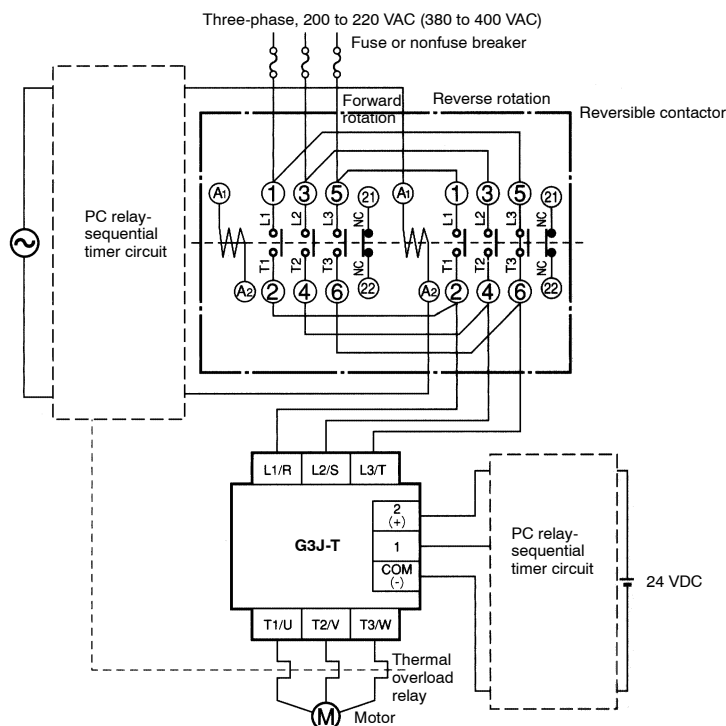 Three-phase, 200 to 220 VAC (380 to 400 VAC)
Fuse or nonfuse breaker
Forward
rotation
Reverse rotation
Reversible contactor
A1
1
3
5
A1
1
3
5
21
21
L1
L2
L3
NC
L1
L2
L3
NC
PC relay-
sequential
timer circuit
T1
T2
T3
NC
T1
T2
T3
NC
A2
2
4
6
22
A2
2
4
6
22
L1/R
L2/S
L3/T
G3J-T
2
(+)
1
COM
(-)
PC relay-
sequential
timer circuit
24 VDC
T1/U
T2/V
T3/W
Thermal
overload
relay
M
Motor